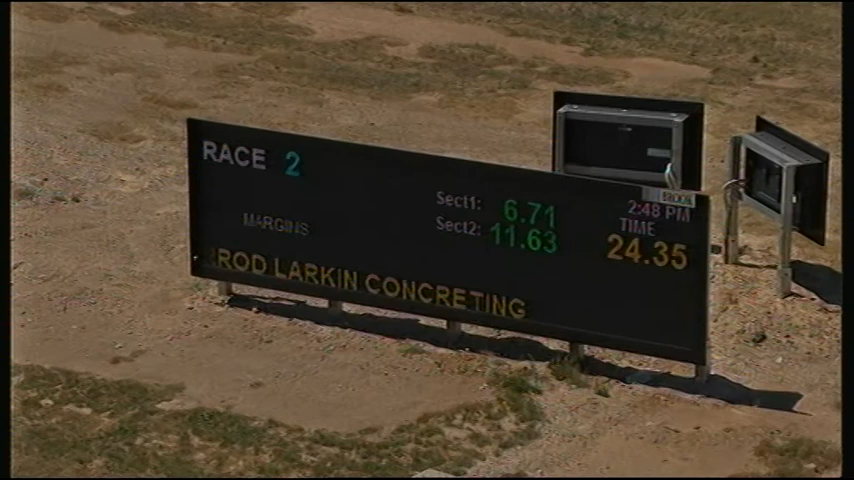 RACE 2
Sect1: 6.71
2:48 PM
MARGINS
Sect2: 11.63
TIME
24.35
ROD LARKIN CONCRETING